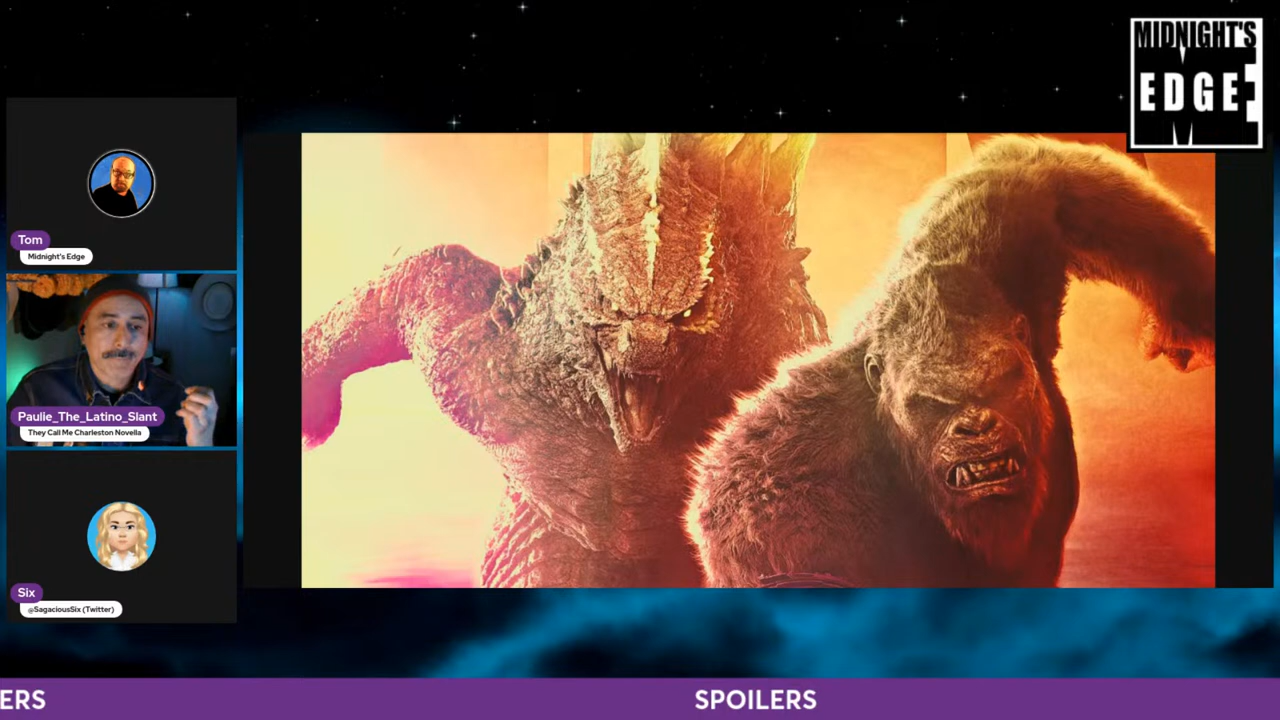 MIDNIGHT'S
EDGE
Tom
Midnight's Edge
Paulie_The_Latino_Slant
They Call Me Charleston Novella
Six
@SagaciousSix (Twitter)
ERS
SPOILERS